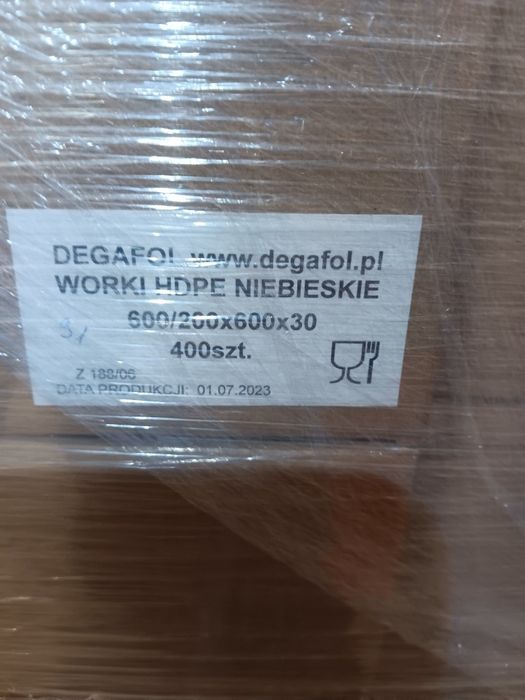 DEGAFOL www.degafol.pl
WORKI HDPE NIEBIESKIE
600/200x600x30
400szt.
Z 188/06
DATA PRODUKCJI: 01.07.2023